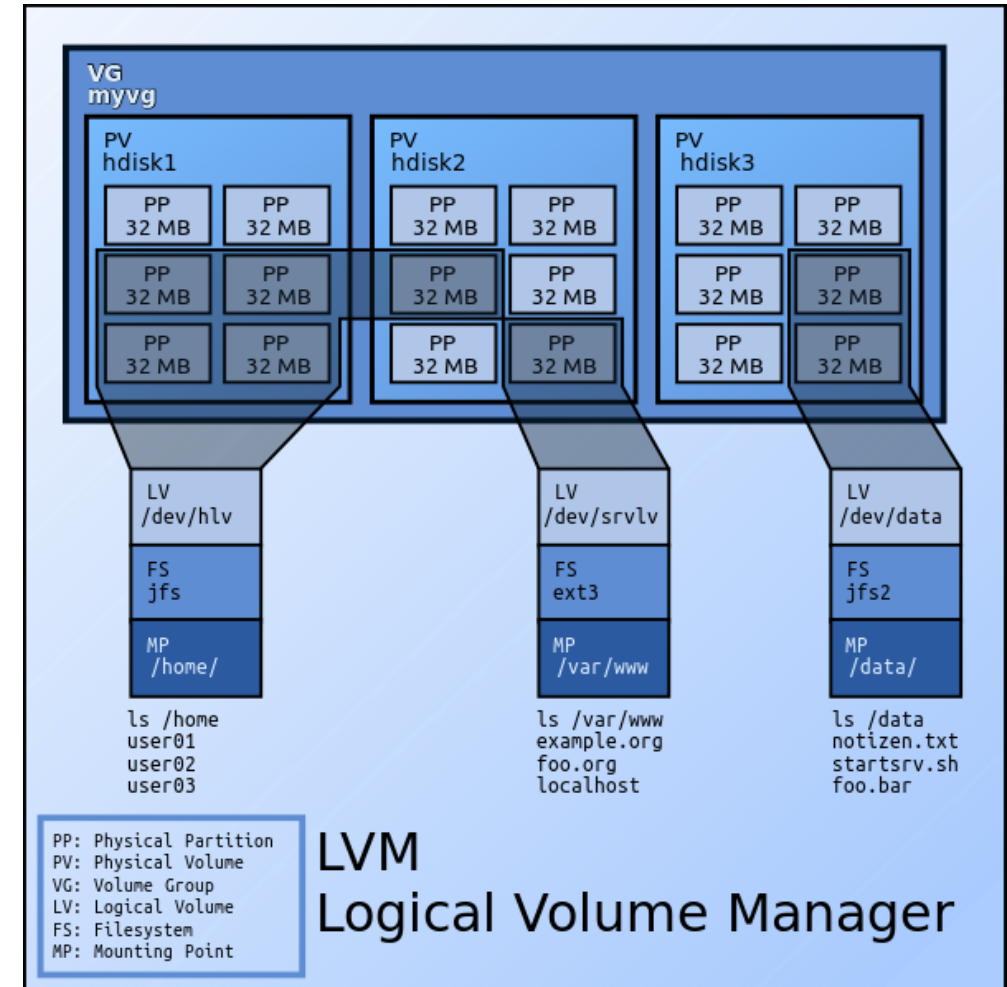 VG
myvg
PV
hdisk1
PP
32 MB
PP
32 MB
PP
32 MB
PP
32 MB
PP
32 MB
PP
32 MB
PV
hdisk2
PP
32 MB
PP
32 MB
PP
32 MB
PP
32 MB
PP
32 MB
PP
32 MB
PV
hdisk3
PP
32 MB
PP
32 MB
PP
32 MB
PP
32 MB
PP
32 MB
PP
32 MB
LV
/dev/hlv
FS
jfs
MP
/home/
ls /home
user01
user02
user03
LV
/dev/srvlv
FS
ext3
MP
/var/www
ls /var/www
example.org
foo.org
localhost
LV
/dev/data
FS
jfs2
MP
/data/
ls /data
notizen.txt
startsrv.sh
foo.bar
PP: Physical Partition
PV: Physical Volume
VG: Volume Group
LV: Logical Volume
FS: Filesystem
MP: Mounting Point
LVM
Logical Volume Manager